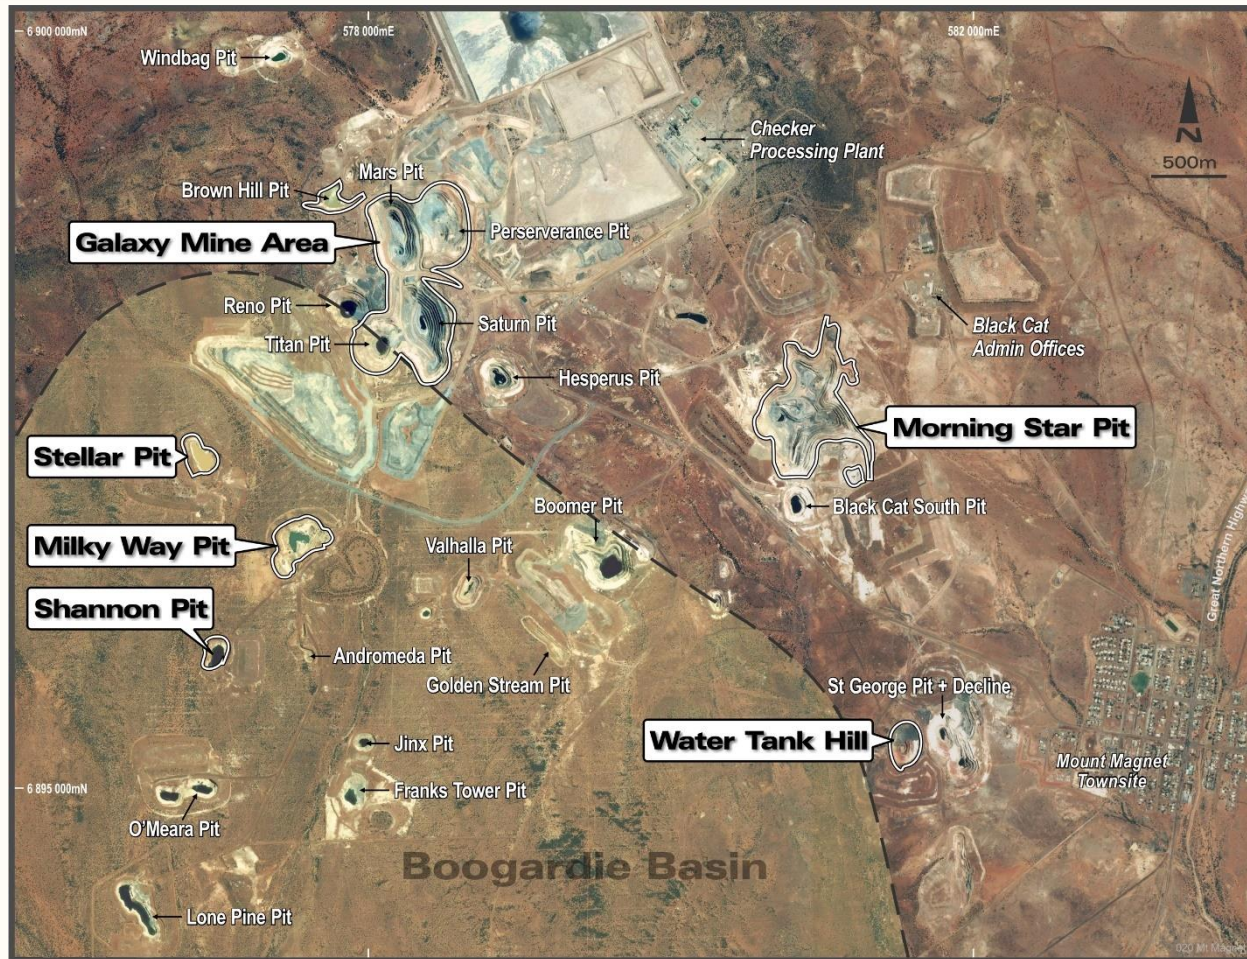 6 900 000mN
578 000mE
582 000mE
Windbag Pit
N
500m
Checker
Processing Plant
Mars Pit
Brown Hill Pit
Perserverance Pit
Galaxy Mine Area
Reno Pit
Saturn Pit
Titan Pit
Black Cat
Admin Offices
Hesperus Pit
Morning Star Pit
Stellar Pit
Boomer Pit
Black Cat South Pit
Milky Way Pit
Valhalla Pit
Great Northern Highway
Shannon Pit
Andromeda Pit
Golden Stream Pit
St George Pit + Decline
Water Tank Hill
Jinx Pit
Mount Magnet
Townsite
6 895 000mN
Franks Tower Pit
O'Meara Pit
Boogardie Basin
Lone Pine Pit
020 Mt Magnet